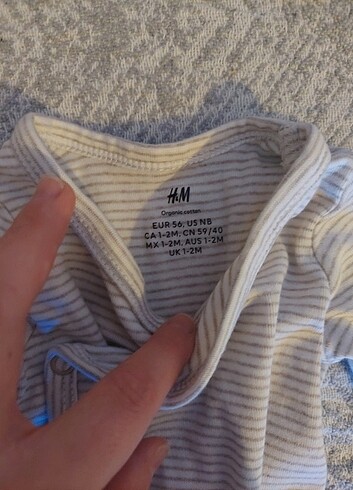 H&M
Organic cotton
EUR 56, US NB
CA 1-2M, CN 59/40
MX 1-2M, AUS 1-2M
UK 1-2M